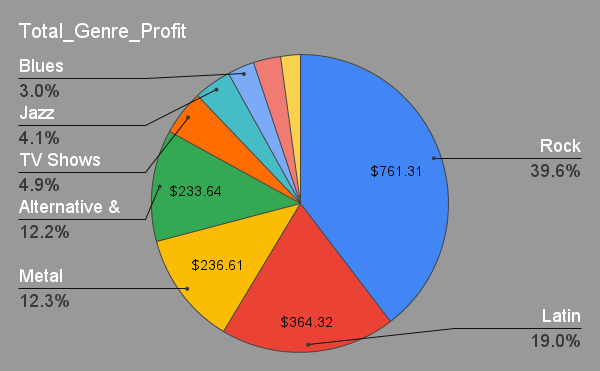 Total_Genre_Profit
Blues
3.0%
Jazz
4.1%
TV Shows
4.9%
Alternative &
12.2%
Metal
12.3%
Rock
39.6%
Latin
19.0%
$761.31
$233.64
$236.61
$364.32